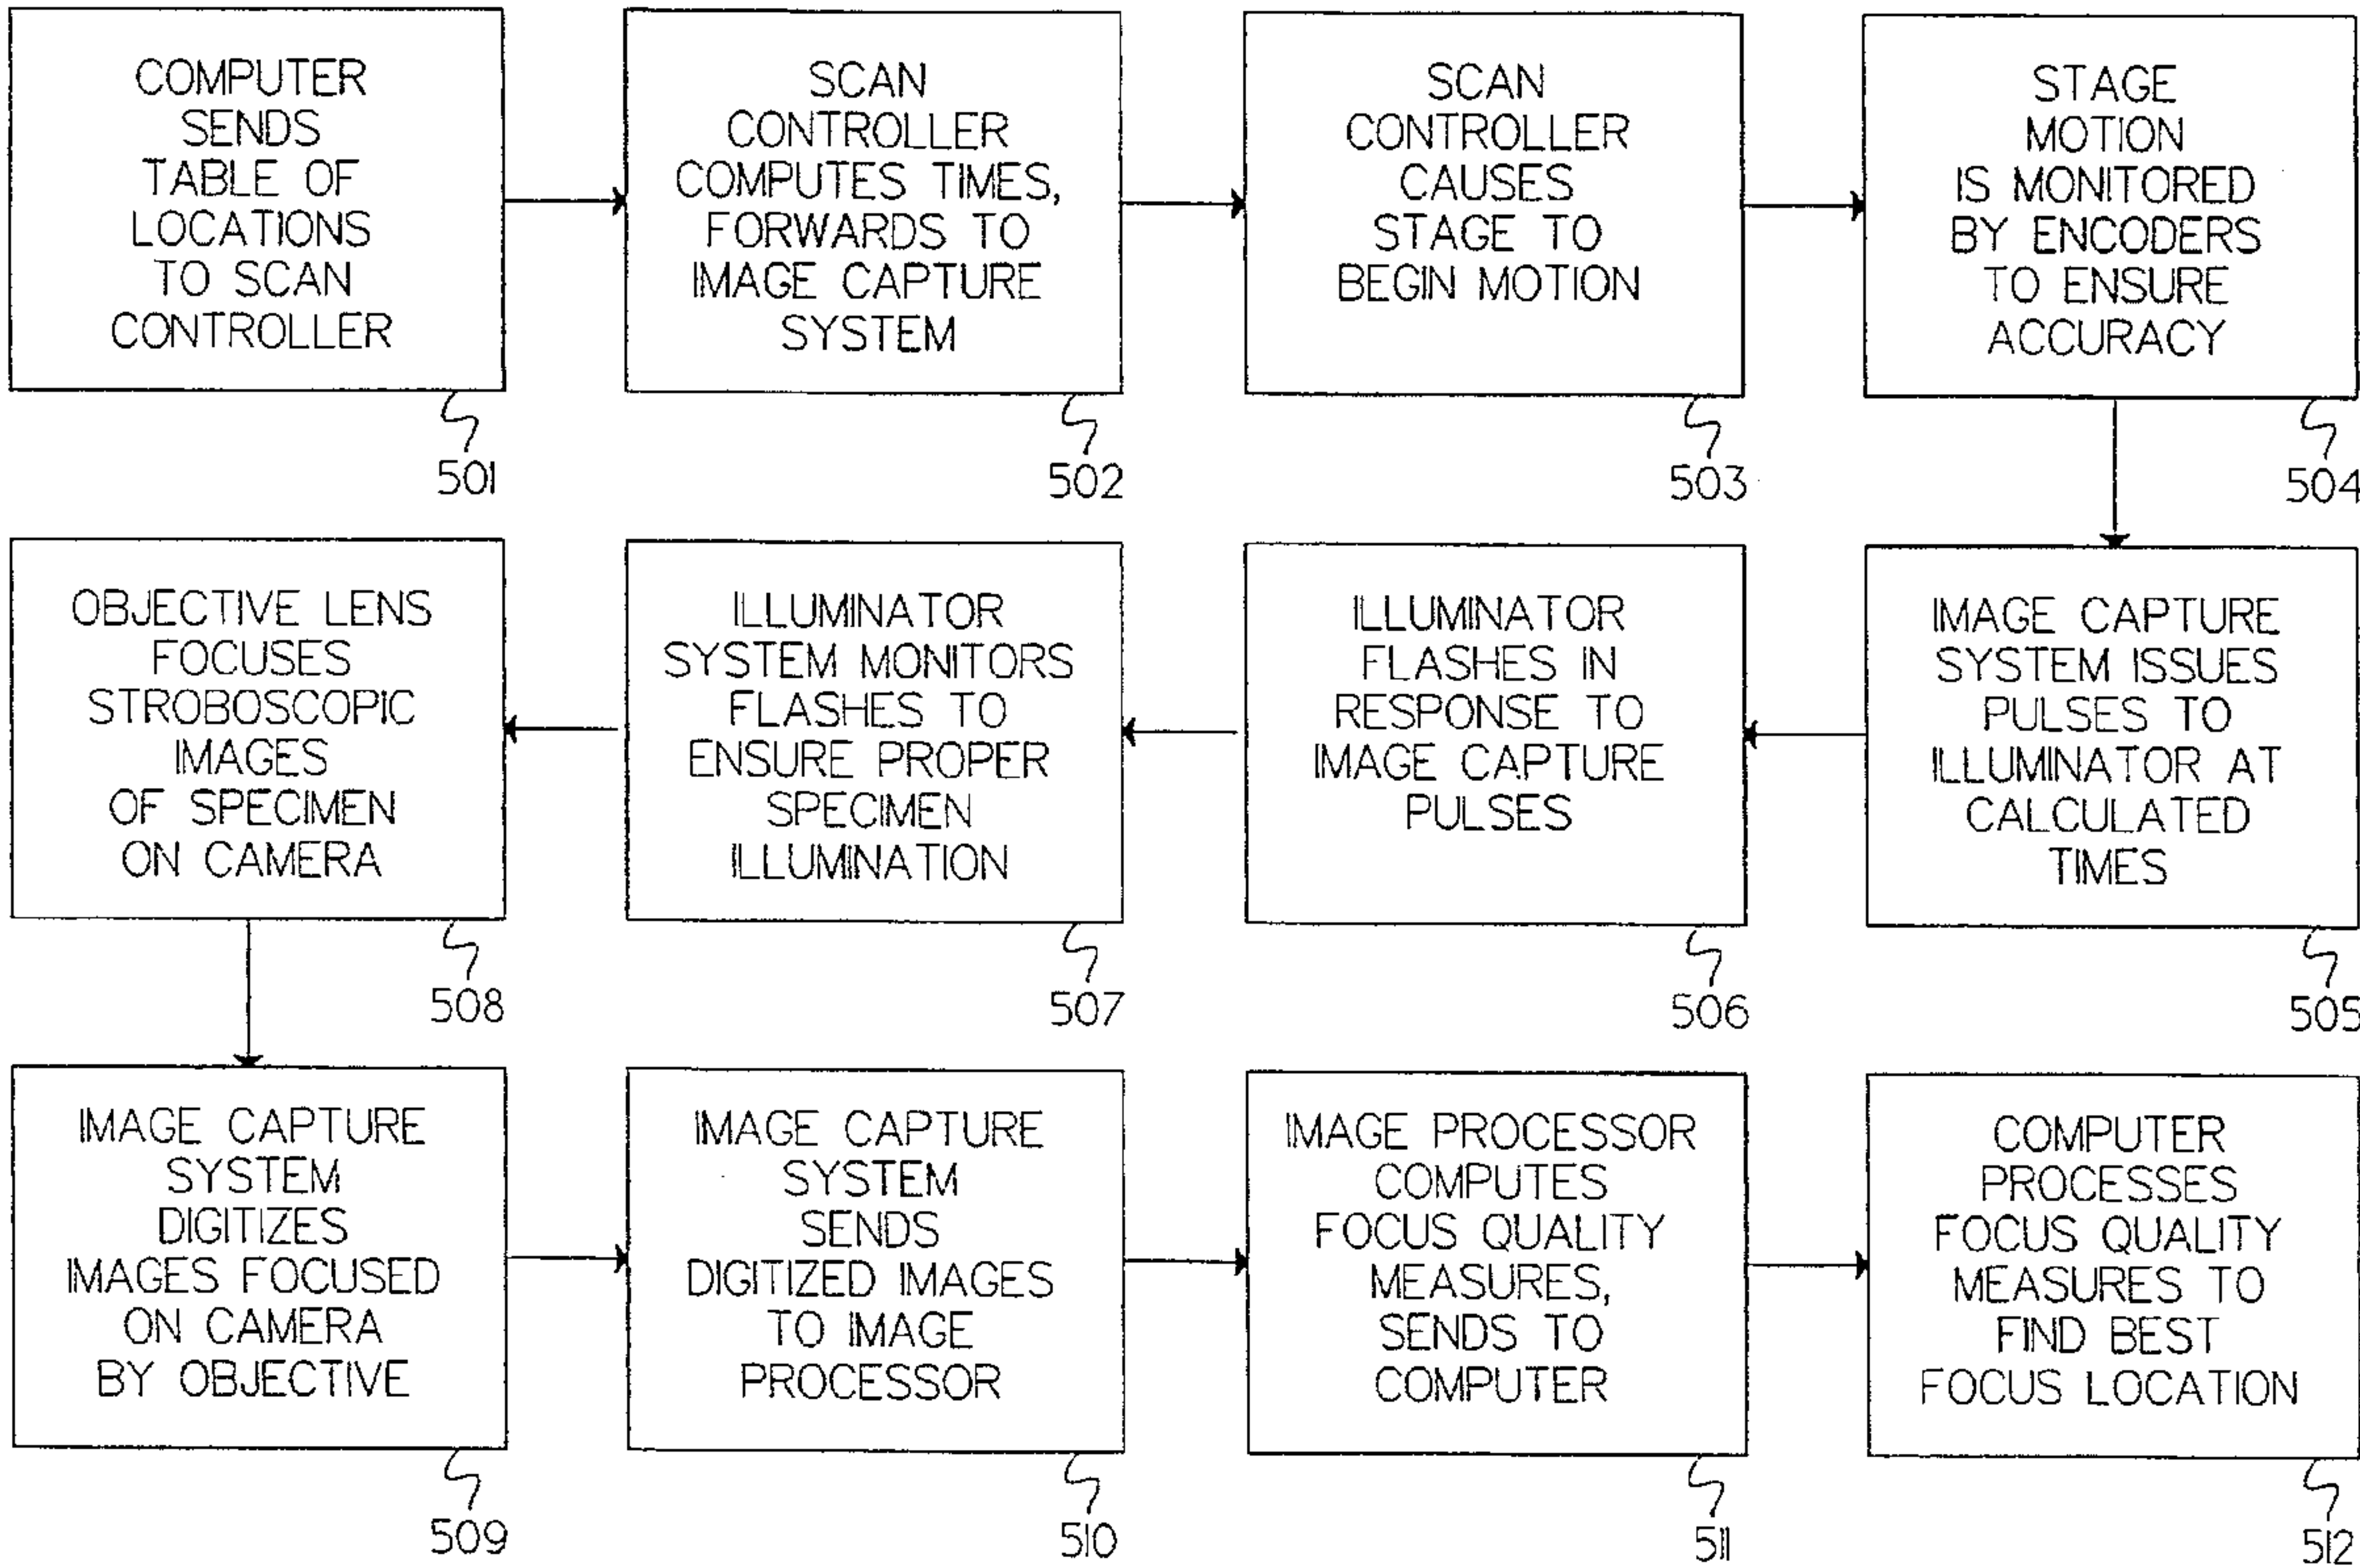 COMPUTER
SENDS
TABLE OF
LOCATIONS
TO SCAN
CONTROLLER
501
SCAN
CONTROLLER
COMPUTES TIMES,
FORWARDS TO
IMAGE CAPTURE
SYSTEM
502
SCAN
CONTROLLER
CAUSES
STAGE TO
BEGIN MOTION
503
STAGE
MOTION
IS MONITORED
BY ENCODERS
TO ENSURE
ACCURACY
504
IMAGE CAPTURE
SYSTEM ISSUES
PULSES TO
ILLUMINATOR AT
CALCULATED
TIMES
505
ILLUMINATOR
FLASHES IN
RESPONSE TO
IMAGE CAPTURE
PULSES
506
ILLUMINATOR
SYSTEM MONITORS
FLASHES TO
ENSURE PROPER
SPECIMEN
ILLUMINATION
507
OBJECTIVE LENS
FOCUSES
STROBOSCOPIC
IMAGES
OF SPECIMEN
ON CAMERA
508
IMAGE CAPTURE
SYSTEM
DIGITIZES
IMAGES FOCUSED
ON CAMERA
BY OBJECTIVE
509
IMAGE CAPTURE
SYSTEM
SENDS
DIGITIZED IMAGES
TO IMAGE
PROCESSOR
510
IMAGE PROCESSOR
COMPUTES
FOCUS QUALITY
MEASURES,
SENDS TO
COMPUTER
511
COMPUTER
PROCESSES
FOCUS QUALITY
MEASURES TO
FIND BEST
FOCUS LOCATION
512